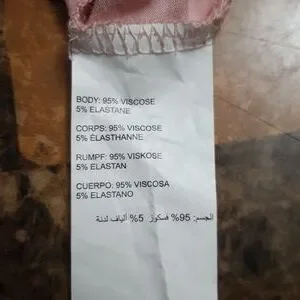 BODY: 95% VISCOSE
5% ELASTANE
CORPS: 95% VISCOSE
5% ÉLASTHANNE
RUMPF: 95% VISKOSE
5% ELASTAN
CUERPO: 95% VISCOSA
5% ELASTANO
الجسم: 95% فسكوز 5% ألياف لدنة